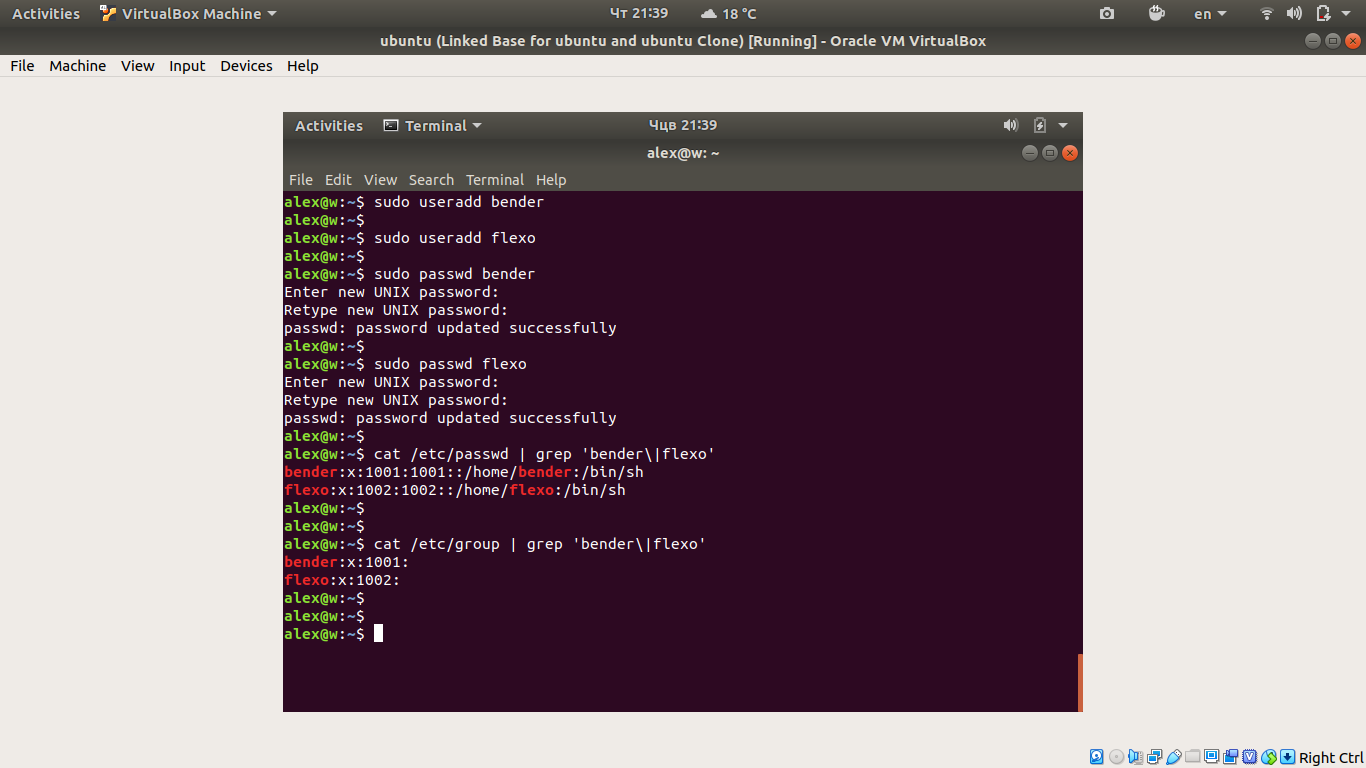 Activities VirtualBox Machine Чт 21:39 18 °C en
ubuntu (Linked Base for ubuntu and ubuntu Clone) [Running] - Oracle VM VirtualBox
File Machine View Input Devices Help
Activities Terminal Чцв 21:39
alex@w: ~
File Edit View Search Terminal Help
alex@w:~$ sudo useradd bender
alex@w:~$
alex@w:~$ sudo useradd flexo
alex@w:~$
alex@w:~$ sudo passwd bender
Enter new UNIX password:
Retype new UNIX password:
passwd: password updated successfully
alex@w:~$
alex@w:~$ sudo passwd flexo
Enter new UNIX password:
Retype new UNIX password:
passwd: password updated successfully
alex@w:~$
alex@w:~$ cat /etc/passwd | grep 'bender\|flexo'
bender:x:1001:1001::/home/bender:/bin/sh
flexo:x:1002:1002::/home/flexo:/bin/sh
alex@w:~$
alex@w:~$
alex@w:~$ cat /etc/group | grep 'bender\|flexo'
bender:x:1001:
flexo:x:1002:
alex@w:~$
alex@w:~$
alex@w:~$
Right Ctrl